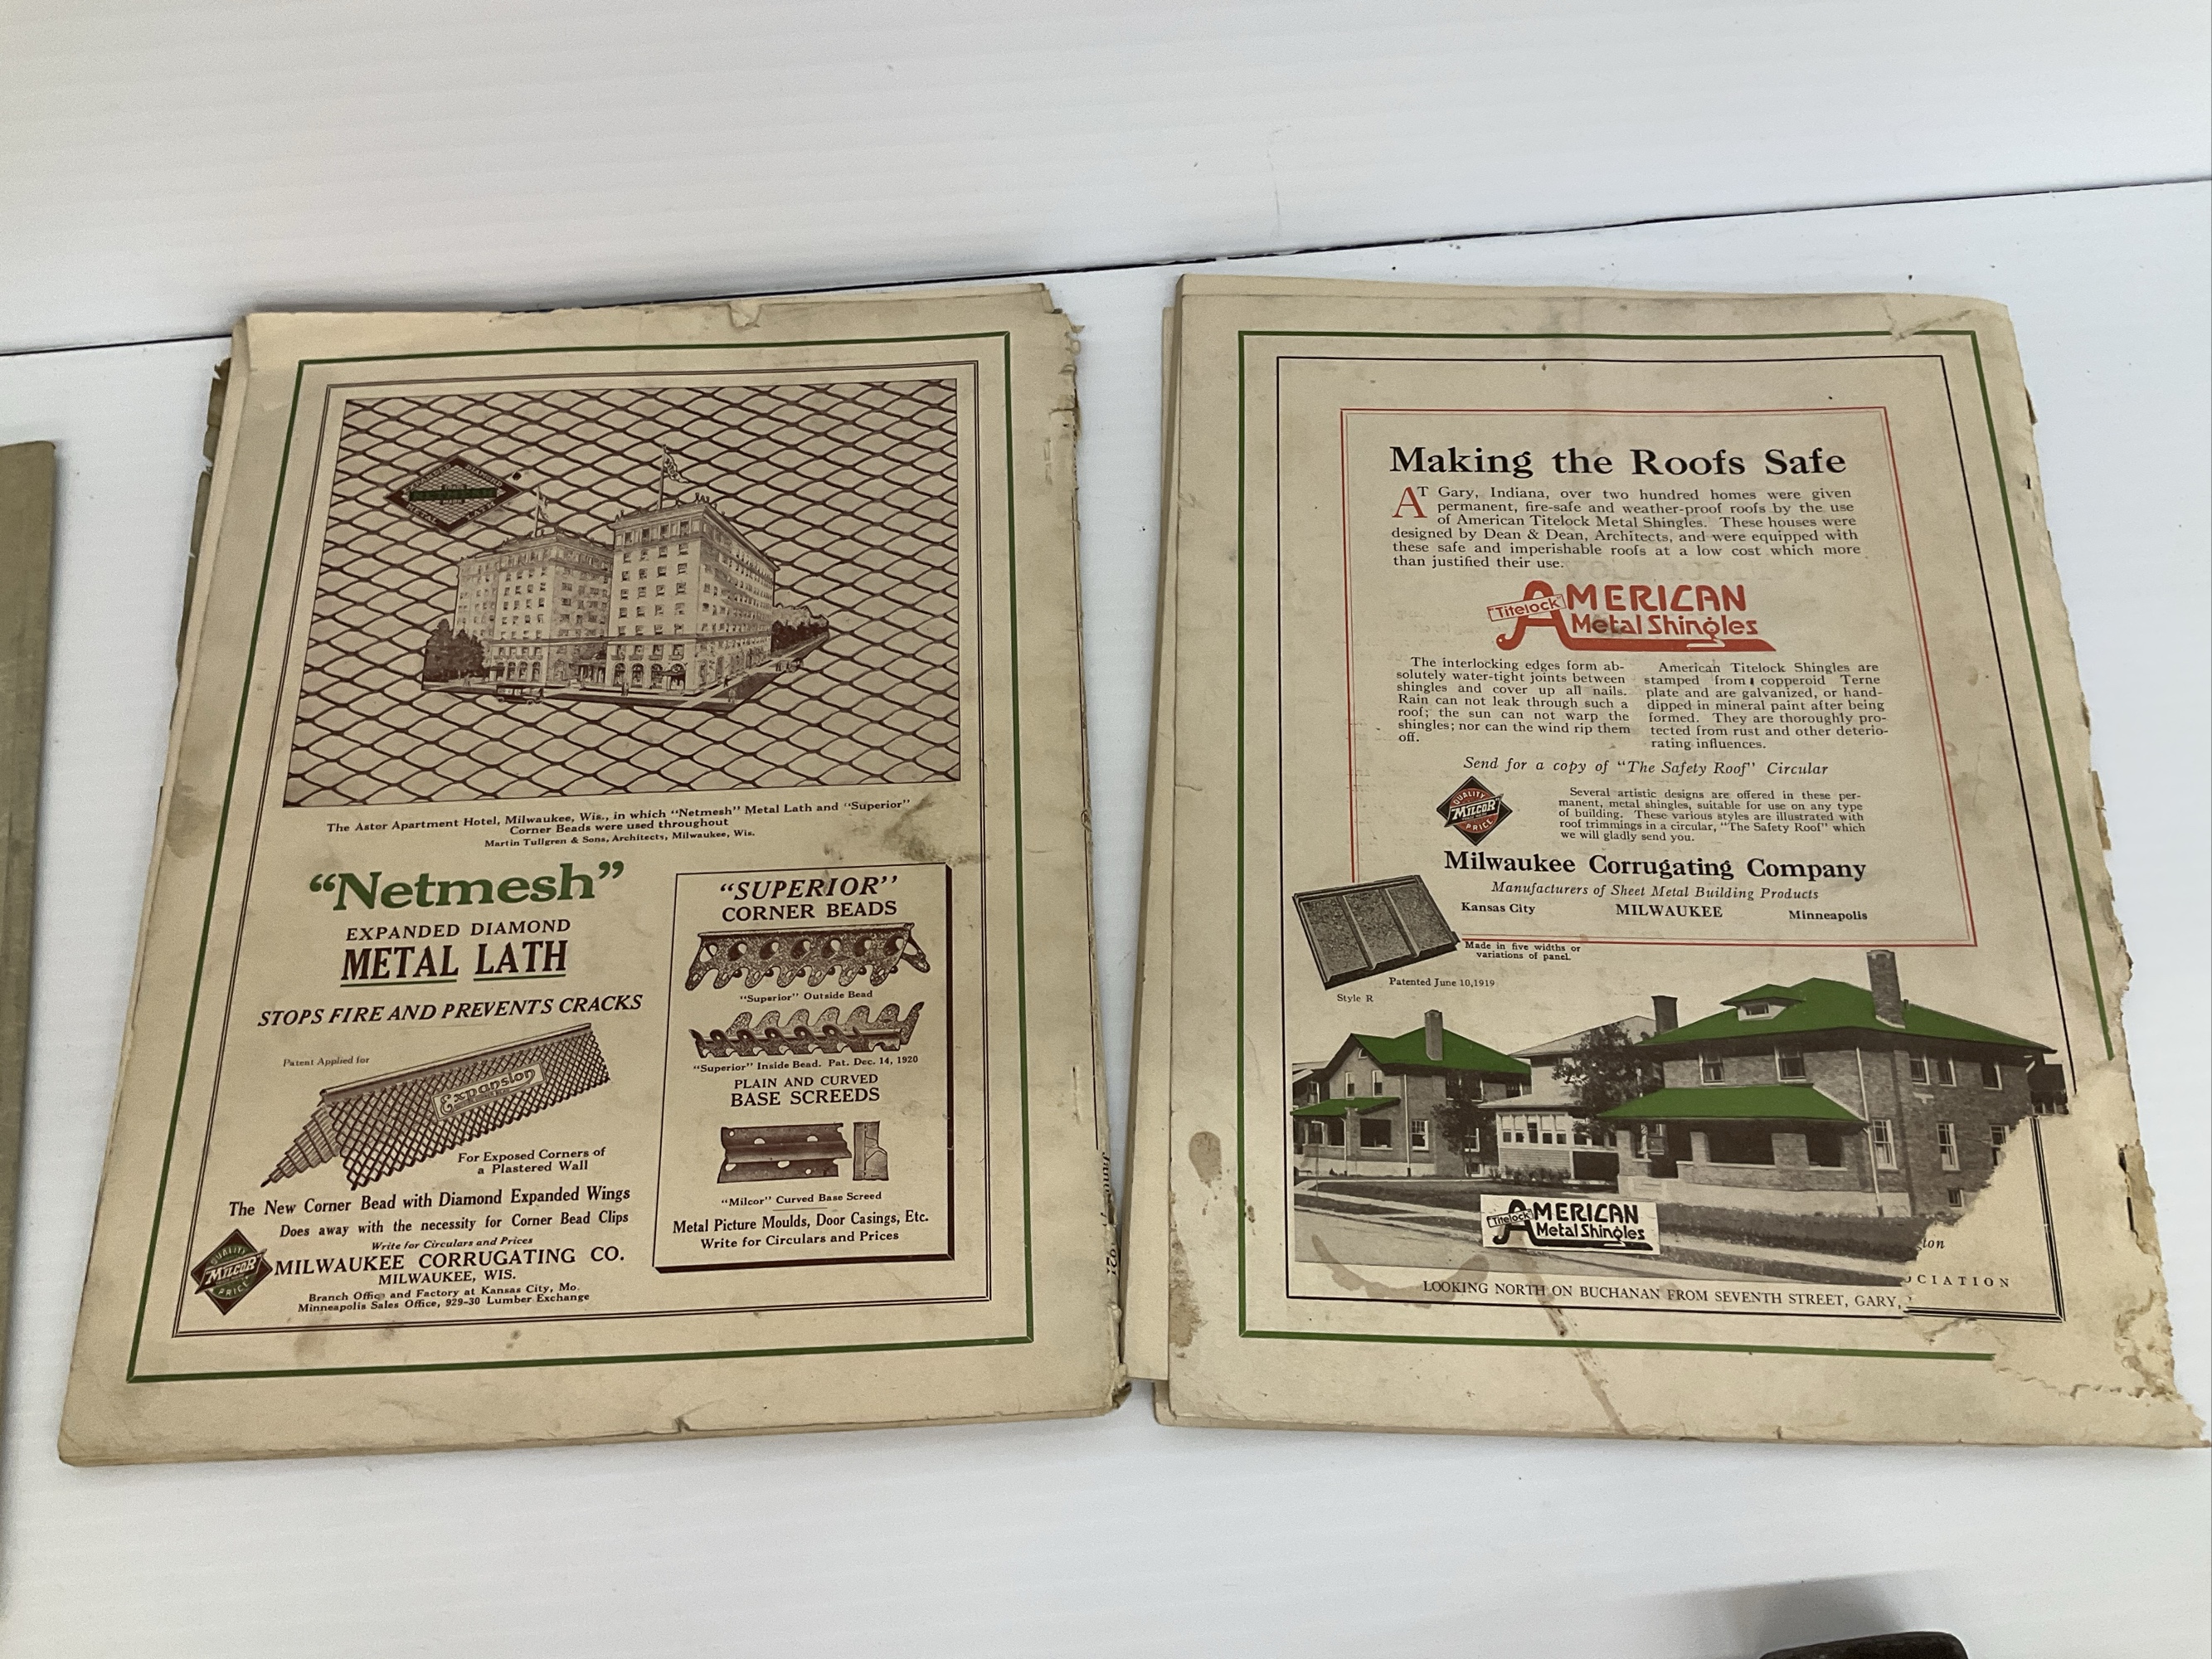 NETMESH
METAL LATH
The Astor Apartment Hotel, Milwaukee, Wis., in which "Netmesh" Metal Lath and "Superior"
Corner Beads were used throughout
Martin Tullgren & Sons, Architects, Milwaukee, Wis.
"Netmesh"
EXPANDED DIAMOND
METAL LATH
STOPS FIRE AND PREVENTS CRACKS
Patent Applied for
Expansion
For Exposed Corners of
a Plastered Wall
The New Corner Bead with Diamond Expanded Wings
Does away with the necessity for Corner Bead Clips
Write for Circulars and Prices
QUALITY
MILCOR
PRICE
MILWAUKEE CORRUGATING CO.
MILWAUKEE, WIS.
Branch Office and Factory at Kansas City, Mo.
Minneapolis Sales Office, 929-30 Lumber Exchange
"SUPERIOR"
CORNER BEADS
"Superior" Outside Bead
"Superior" Inside Bead. Pat. Dec. 14, 1920
PLAIN AND CURVED
BASE SCREEDS
"Milcor" Curved Base Screed
Metal Picture Moulds, Door Casings, Etc.
Write for Circulars and Prices
Making the Roofs Safe
AT Gary, Indiana, over two hundred homes were given
permanent, fire-safe and weather-proof roofs by the use
of American Titelock Metal Shingles. These houses were
designed by Dean & Dean, Architects, and were equipped with
these safe and imperishable roofs at a low cost which more
than justified their use.
Titelock AMERICAN
Metal Shingles
The interlocking edges form ab-
solutely water-tight joints between
shingles and cover up all nails.
Rain can not leak through such a
roof; the sun can not warp the
shingles; nor can the wind rip them
off.
American Titelock Shingles are
stamped from copperoid Terne
plate and are galvanized, or hand-
dipped in mineral paint after being
formed. They are thoroughly pro-
tected from rust and other deterio-
rating influences.
Send for a copy of "The Safety Roof" Circular
QUALITY
MILCOR
PRICE
Several artistic designs are offered in these per-
manent, metal shingles, suitable for use on any type
of building. These various styles are illustrated with
roof trimmings in a circular, "The Safety Roof" which
we will gladly send you.
Milwaukee Corrugating Company
Manufacturers of Sheet Metal Building Products
Kansas City MILWAUKEE Minneapolis
Made in five widths or
variations of panel.
Patented June 10, 1919
Style R
Titelock AMERICAN
Metal Shingles
ton
OCIATION
LOOKING NORTH ON BUCHANAN FROM SEVENTH STREET, GARY,